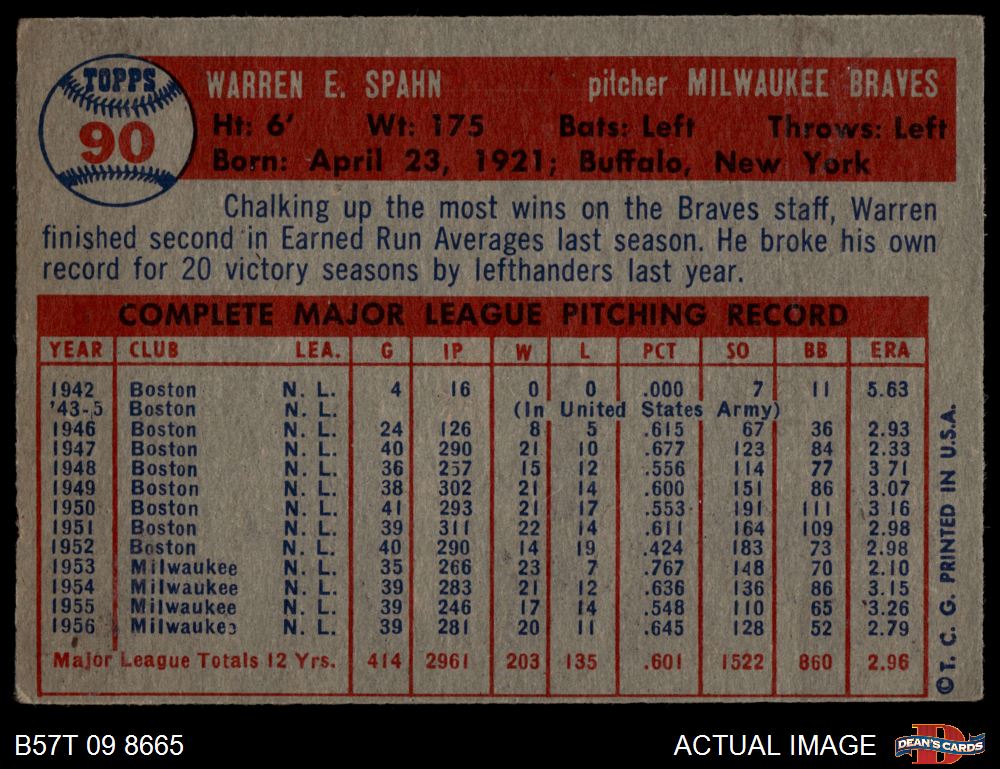 TOPPS
90
WARREN E. SPAHN pitcher MILWAUKEE BRAVES
Ht: 6' Wt: 175 Bats: Left Throws: Left
Born: April 23, 1921; Buffalo, New York
Chalking up the most wins on the Braves staff, Warren
finished second in Earned Run Averages last season. He broke his own
record for 20 victory seasons by lefthanders last year.
COMPLETE MAJOR LEAGUE PITCHING RECORD
YEAR CLUB LEA. G IP W L PCT SO BB ERA
1942 Boston N. L. 4 16 0 0 .000 7 11 5.63
'43-5 Boston N. L. (In United States Army)
1946 Boston N. L. 24 126 8 5 .615 67 36 2.93
1947 Boston N. L. 40 290 21 10 .677 123 84 2.33
1948 Boston N. L. 36 257 15 12 .556 114 77 3 71
1949 Boston N. L. 38 302 21 14 .600 151 86 3.07
1950 Boston N. L. 41 293 21 17 .553 191 111 3 16
1951 Boston N. L. 39 311 22 14 .611 164 109 2.98
1952 Boston N. L. 40 290 14 19 .424 183 73 2.98
1953 Milwaukee N. L. 35 266 23 7 .767 148 70 2.10
1954 Milwaukee N. L. 39 283 21 12 .636 136 86 3.15
1955 Milwaukee N. L. 39 246 17 14 .548 110 65 3.26
1956 Milwaukee N. L. 39 281 20 11 .645 128 52 2.79
Major League Totals 12 Yrs. 414 2961 203 135 .601 1522 860 2.96
©T. C. G. PRINTED IN U.S.A.
B57T 09 8665
ACTUAL IMAGE
DEAN'S CARDS